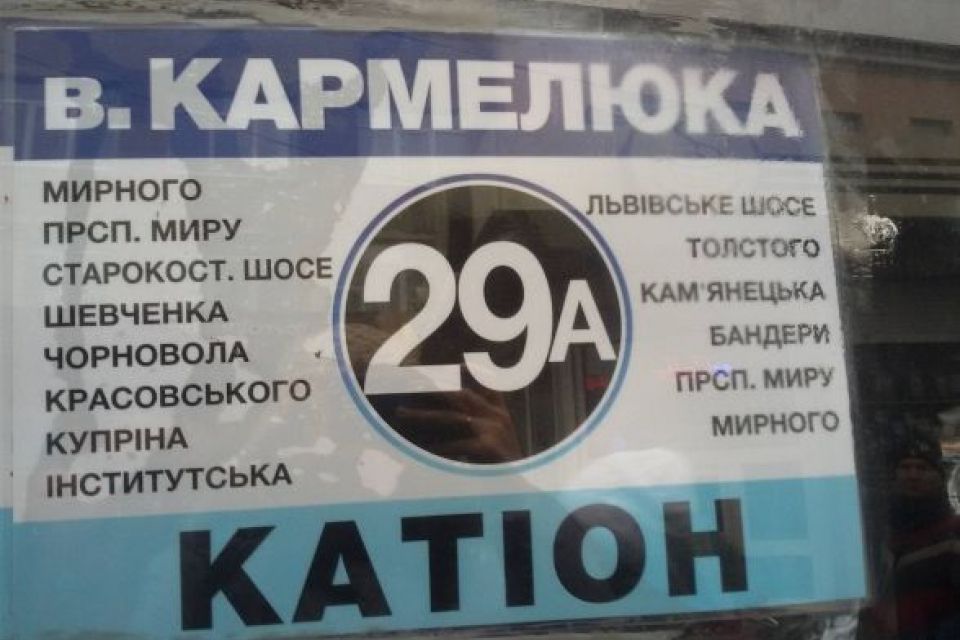 в. КАРМЕЛЮКА
МИРНОГО
ПРСП. МИРУ
СТАРОКОСТ. ШОСЕ
ШЕВЧЕНКА
ЧОРНОВОЛА
КРАСОВСЬКОГО
КУПРІНА
ІНСТИТУТСЬКА
29А
ЛЬВІВСЬКЕ ШОСЕ
ТОЛСТОГО
КАМ'ЯНЕЦЬКА
БАНДЕРИ
ПРСП. МИРУ
МИРНОГО
КАТІОН